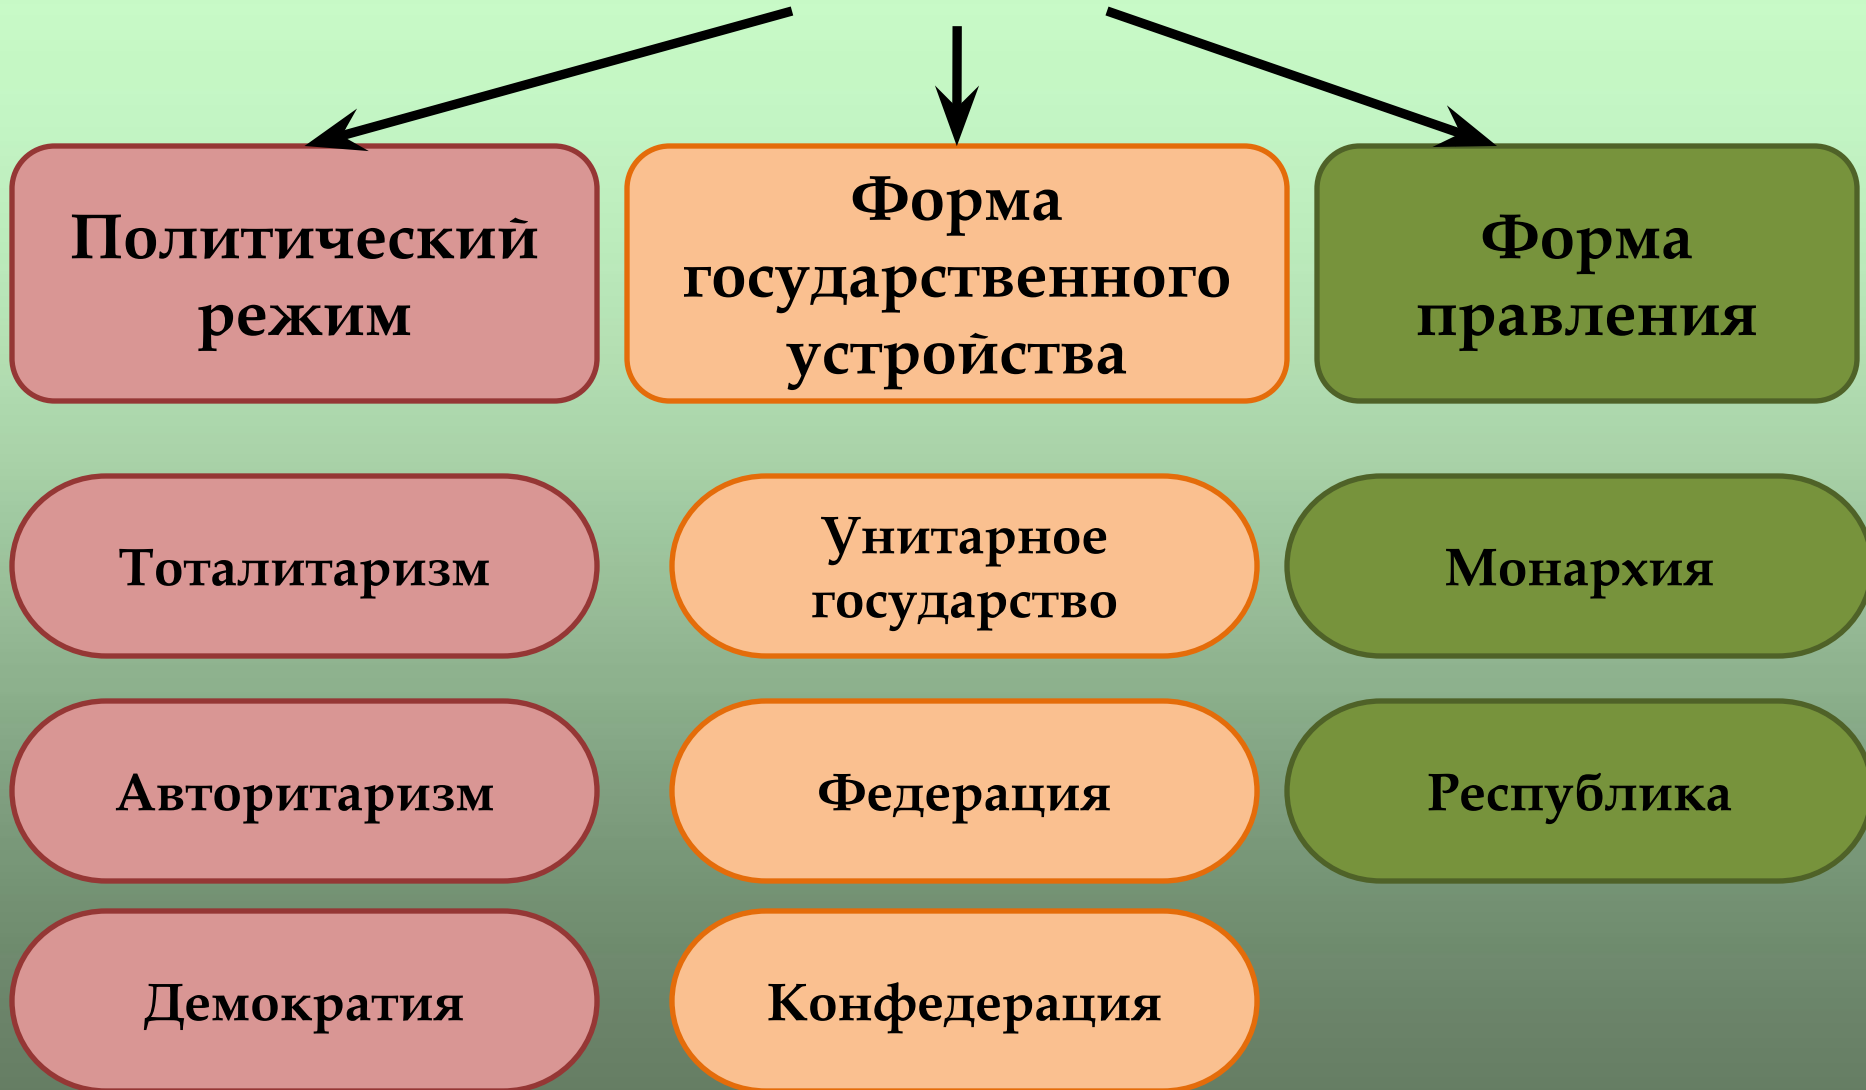 Политический
режим
Форма
государственного
устройства
Форма
правления
Тоталитаризм
Унитарное
государство
Монархия
Авторитаризм
Федерация
Республика
Демократия
Конфедерация